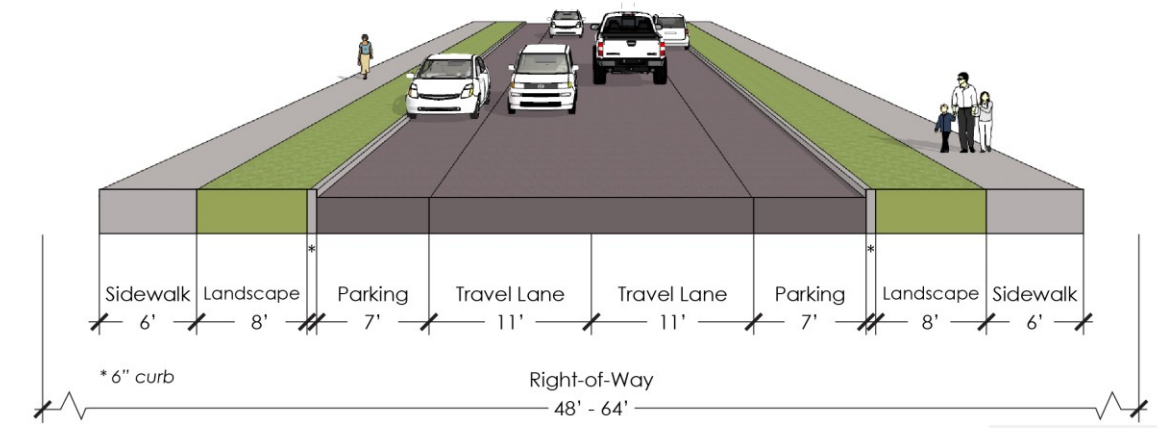 * *
Sidewalk Landscape Parking Travel Lane Travel Lane Parking Landscape Sidewalk
6’ 8’ 7’ 11’ 11’ 7’ 8’ 6’
* 6” curb
Right-of-Way
48’ - 64’